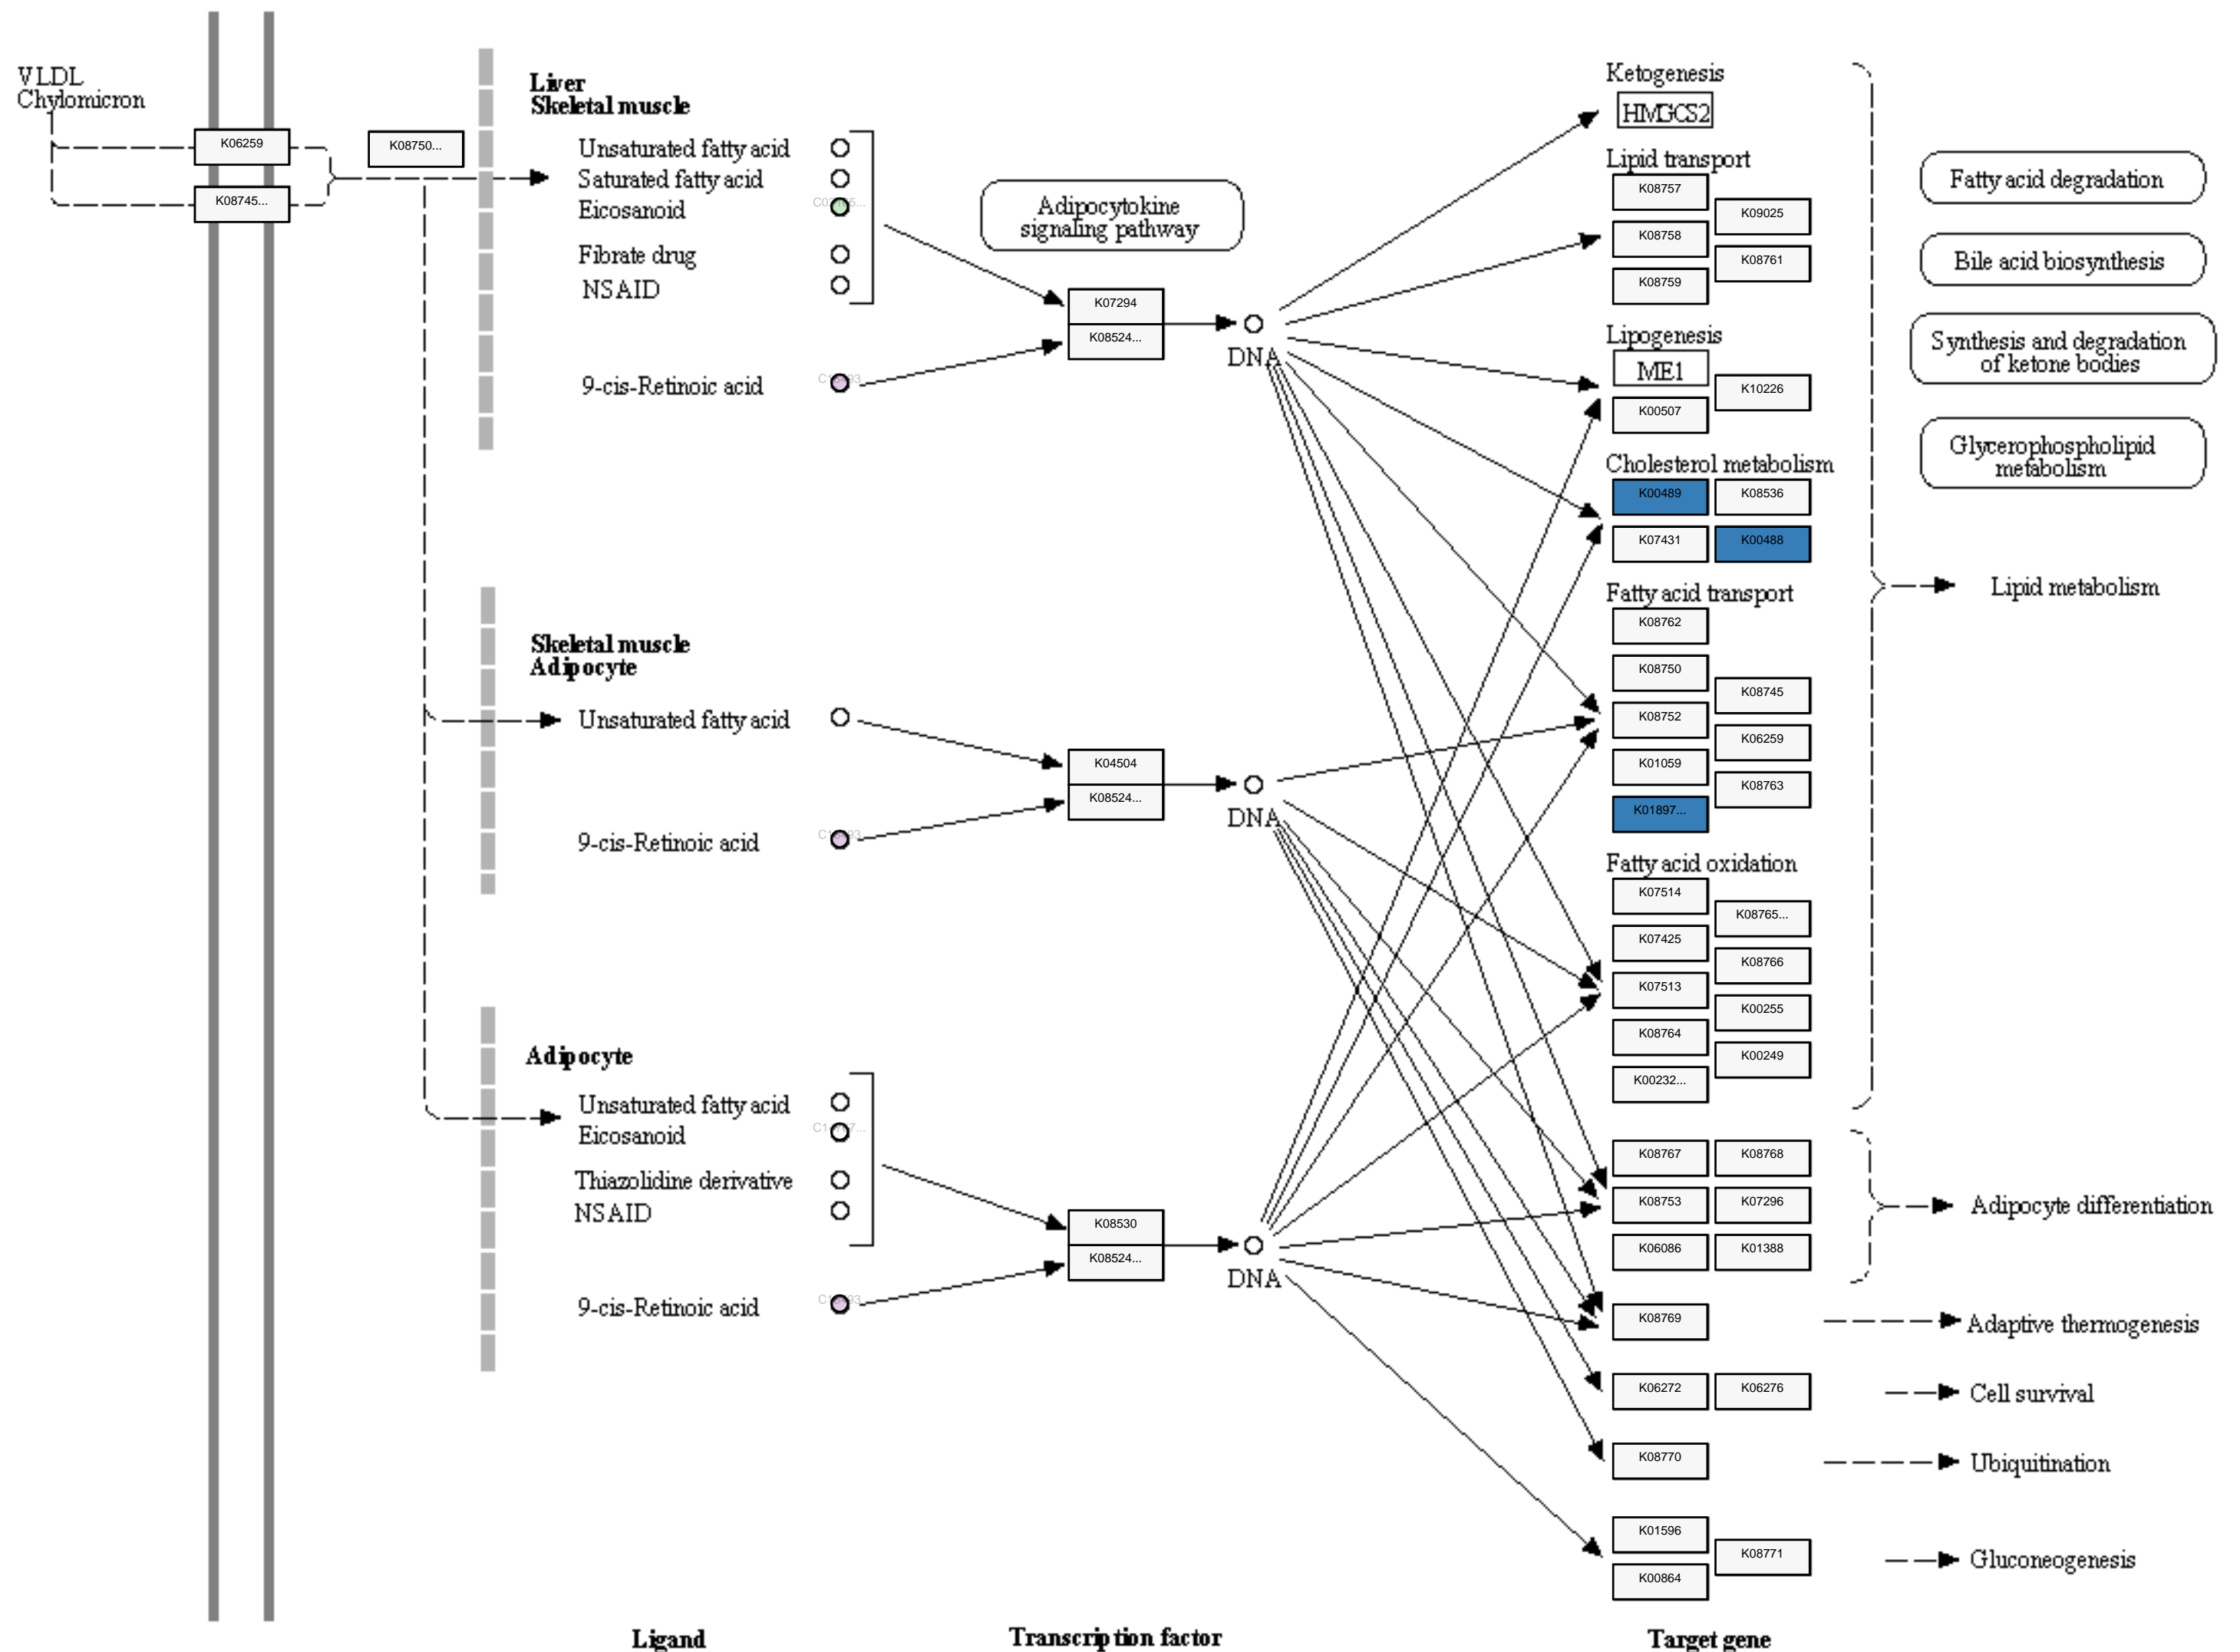 VLDL
Chylomicron
K06259
K08745...
K08750...
Liver
Skeletal muscle
Unsaturated fatty acid
Saturated fatty acid
Eicosanoid
Fibrate drug
NSAID
9-cis-Retinoic acid
Adipocytokine
signaling pathway
K07294
K08524...
DNA
Skeletal muscle
Adipocyte
Unsaturated fatty acid
9-cis-Retinoic acid
K04504
K08524...
DNA
Adipocyte
Unsaturated fatty acid
Eicosanoid
Thiazolidine derivative
NSAID
9-cis-Retinoic acid
K08530
K08524...
DNA
Ketogenesis
HMGCS2
Lipid transport
K08757
K09025
K08758
K08761
K08759
Lipogenesis
ME1
K10226
K00507
Cholesterol metabolism
K00489
K08536
K07431
K00488
Fatty acid transport
K08762
K08750
K08745
K08752
K06259
K01059
K08763
K01897...
Fatty acid oxidation
K07514
K08765...
K07425
K08766
K07513
K00255
K08764
K00249
K00232...
K08767
K08768
K08753
K07296
K06086
K01388
K08769
K06272
K06276
K08770
K01596
K08771
K00864
Fatty acid degradation
Bile acid biosynthesis
Synthesis and degradation
of ketone bodies
Glycerophospholipid
metabolism
Lipid metabolism
Adipocyte differentiation
Adaptive thermogenesis
Cell survival
Ubiquitination
Gluconeogenesis
Ligand
Transcription factor
Target gene